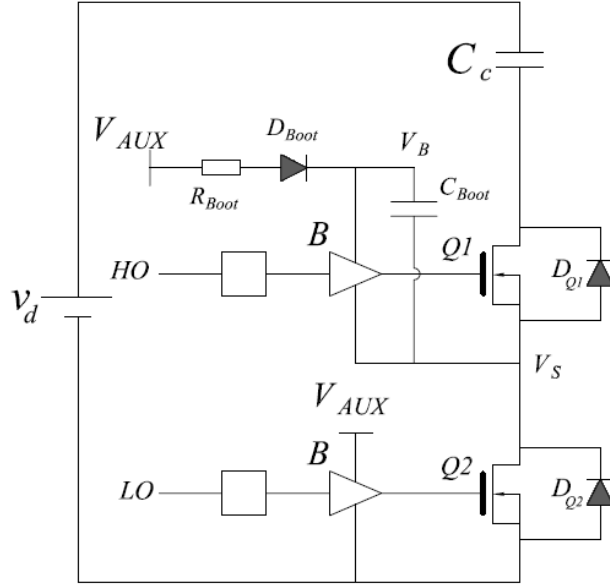 C_c
D_Boot
V_AUX
V_B
R_Boot
C_Boot
B
Q1
HO
D_Q1
v_d
V_S
V_AUX
B
Q2
LO
D_Q2